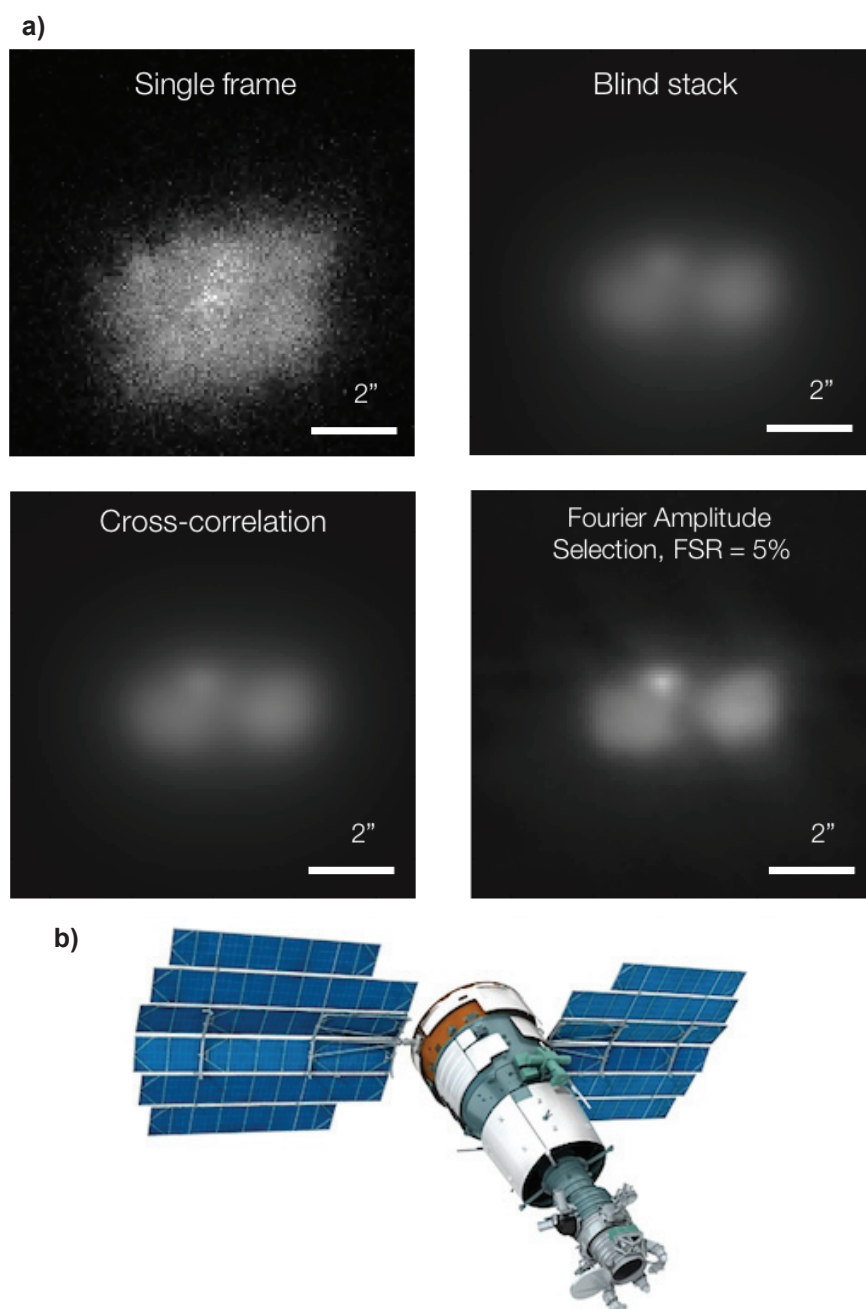 a)
Single frame
2”
Blind stack
2”
Cross-correlation
2”
Fourier Amplitude
Selection, FSR = 5%
2”
b)